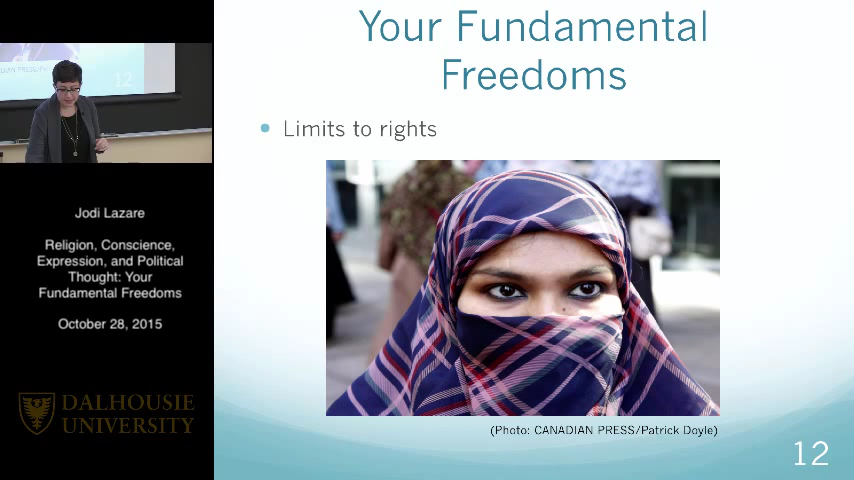 Your Fundamental
Freedoms
Limits to rights
(Photo: CANADIAN PRESS/Patrick Doyle)
12
12
Jodi Lazare
Religion, Conscience,
Expression, and Political
Thought: Your
Fundamental Freedoms
October 28, 2015
DALHOUSIE
UNIVERSITY